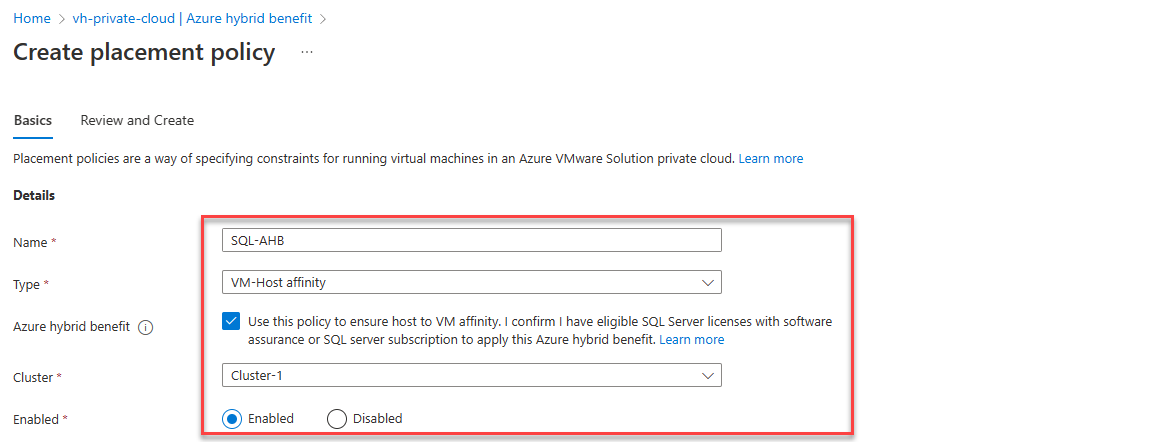 Home > vh-private-cloud | Azure hybrid benefit >
Create placement policy ...
Basics Review and Create
Placement policies are a way of specifying constraints for running virtual machines in an Azure VMware Solution private cloud. Learn more
Details
Name * SQL-AHB
Type * VM-Host affinity
Azure hybrid benefit Use this policy to ensure host to VM affinity. I confirm I have eligible SQL Server licenses with software
assurance or SQL server subscription to apply this Azure hybrid benefit. Learn more
Cluster * Cluster-1
Enabled * Enabled Disabled